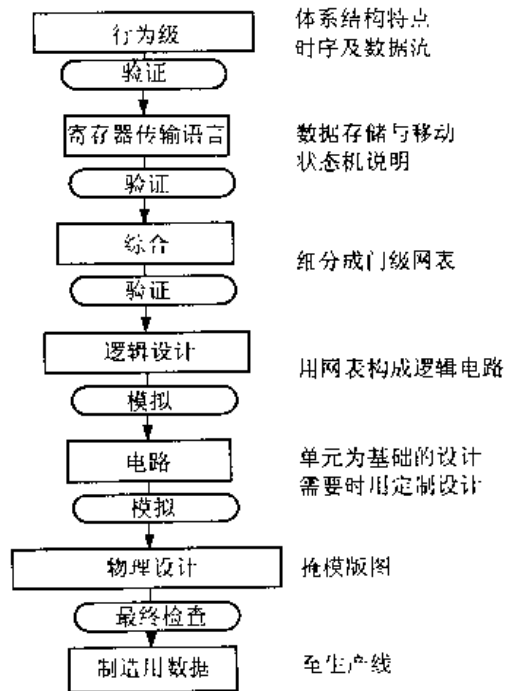 行为级
体系结构特点
时序及数据流
验证
寄存器传输语言
数据存储与移动
状态机说明
验证
综合
细分成门级网表
验证
逻辑设计
用网表构成逻辑电路
模拟
电路
单元为基础的设计
需要时用定制设计
模拟
物理设计
掩模版图
最终检查
制造用数据
至生产线